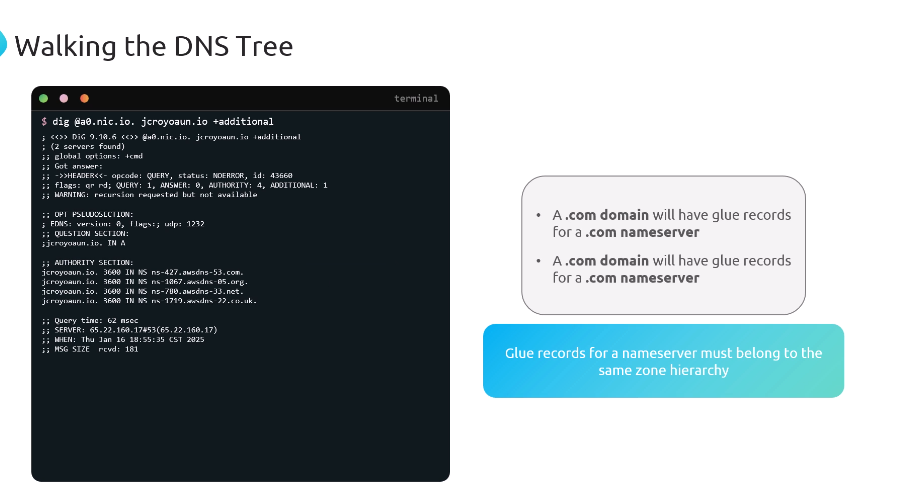 Walking the DNS Tree
terminal
$ dig @a0.nic.io. jcroyoaun.io +additional
; <<>> DiG 9.10.6 <<>> @a0.nic.io. jcroyoaun.io +additional
; (2 servers found)
;; global options: +cmd
;; Got answer:
;; ->>HEADER<<- opcode: QUERY, status: NOERROR, id: 43660
;; flags: qr rd; QUERY: 1, ANSWER: 0, AUTHORITY: 4, ADDITIONAL: 1
;; WARNING: recursion requested but not available
;; OPT PSEUDOSECTION:
; EDNS: version: 0, flags:; udp: 1232
;; QUESTION SECTION:
;jcroyoaun.io. IN A
;; AUTHORITY SECTION:
jcroyoaun.io. 3600 IN NS ns-427.awsdns-53.com.
jcroyoaun.io. 3600 IN NS ns-1067.awsdns-05.org.
jcroyoaun.io. 3600 IN NS ns-780.awsdns-33.net.
jcroyoaun.io. 3600 IN NS ns-1719.awsdns-22.co.uk.
;; Query time: 62 msec
;; SERVER: 65.22.160.17#53(65.22.160.17)
;; WHEN: Thu Jan 16 18:55:35 CST 2025
;; MSG SIZE rcvd: 181
• A .com domain will have glue records
for a .com nameserver
• A .com domain will have glue records
for a .com nameserver
Glue records for a nameserver must belong to the
same zone hierarchy